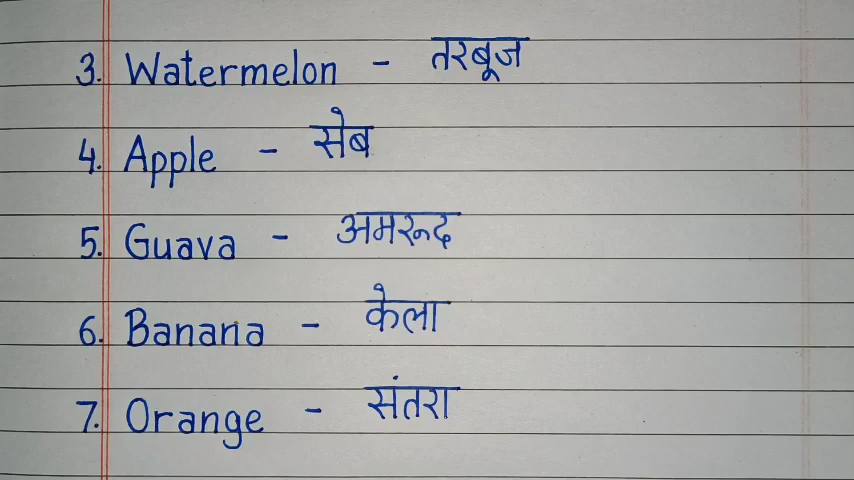 3. Watermelon - तरबूज
4. Apple - सेब
5. Guava - अमरूद
6. Banana - केला
7. Orange - संतरा